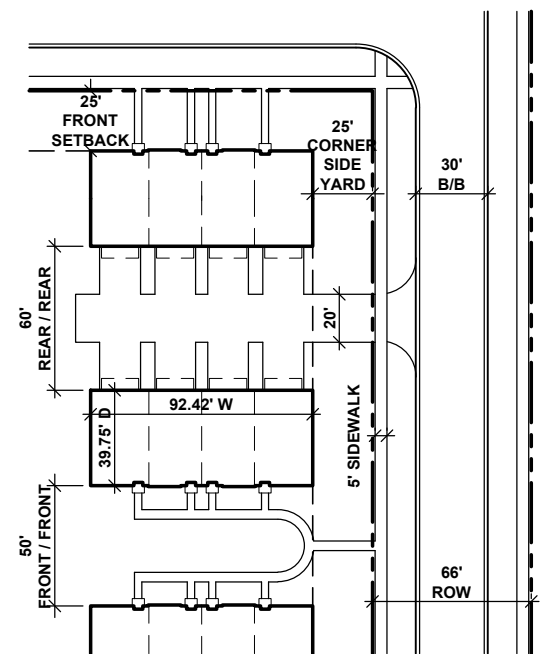 25'
FRONT
SETBACK
25'
CORNER
SIDE
YARD
30'
B/B
60'
REAR / REAR
20'
92.42' W
39.75' D
5' SIDEWALK
50'
FRONT / FRONT
66'
ROW